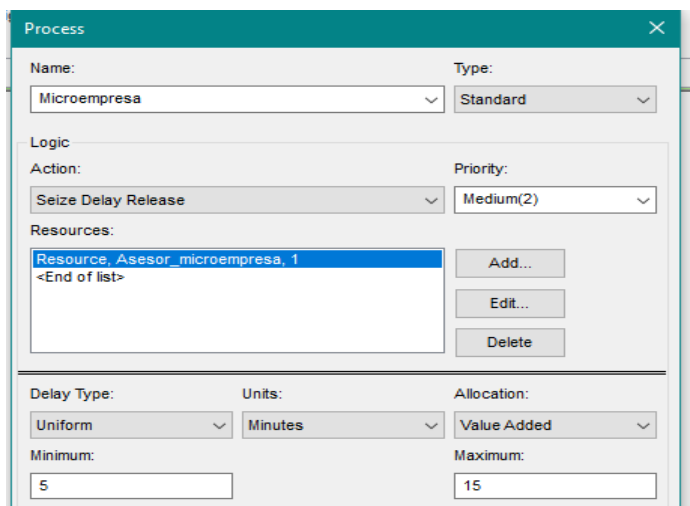 Process
Name: Type:
Microempresa Standard
Logic
Action: Priority:
Seize Delay Release Medium(2)
Resources:
Resource, Asesor_microempresa, 1 Add...
<End of list>
Edit...
Delete
Delay Type: Units: Allocation:
Uniform Minutes Value Added
Minimum: Maximum:
5 15